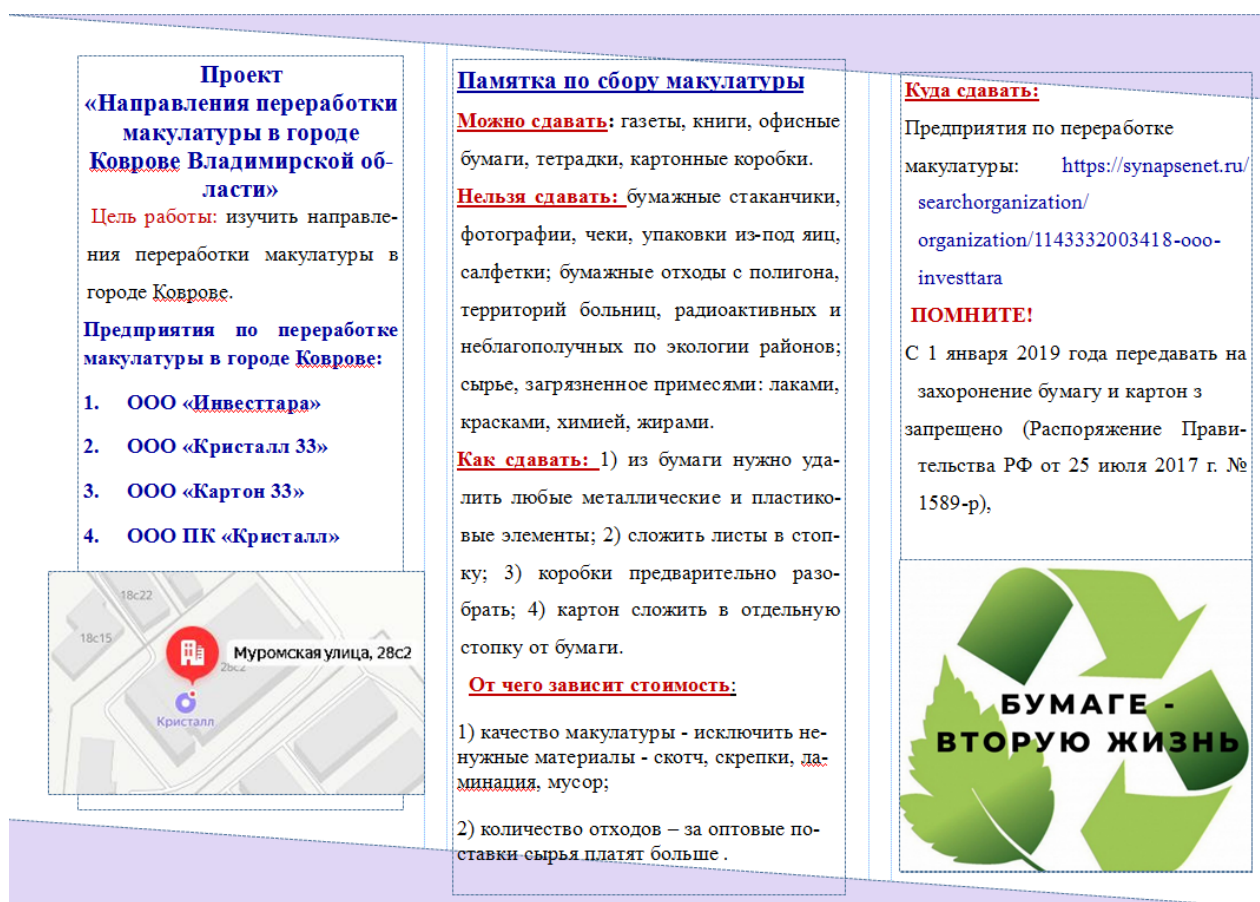 Проект
«Направления переработки
макулатуры в городе
Коврове Владимирской об-
ласти»
Цель работы: изучить направле-
ния переработки макулатуры в
городе Коврове.
Предприятия по переработке
макулатуры в городе Коврове:
1. ООО «Инвесттара»
2. ООО «Кристалл 33»
3. ООО «Картон 33»
4. ООО ПК «Кристалл»
18с22
18с15
Муромская улица, 28с2
28с2
Кристалл
Памятка по сбору макулатуры
Можно сдавать: газеты, книги, офисные
бумаги, тетрадки, картонные коробки.
Нельзя сдавать: бумажные стаканчики,
фотографии, чеки, упаковки из-под яиц,
салфетки; бумажные отходы с полигона,
территорий больниц, радиоактивных и
неблагополучных по экологии районов;
сырье, загрязненное примесями: лаками,
красками, химией, жирами.
Как сдавать: 1) из бумаги нужно уда-
лить любые металлические и пластико-
вые элементы; 2) сложить листы в стоп-
ку; 3) коробки предварительно разо-
брать; 4) картон сложить в отдельную
стопку от бумаги.
От чего зависит стоимость:
1) качество макулатуры - исключить не-
нужные материалы - скотч, скрепки, ла-
минация, мусор;
2) количество отходов – за оптовые по-
ставки сырья платят больше .
Куда сдавать:
Предприятия по переработке
макулатуры: https://synapsenet.ru/
searchorganization/
organization/1143332003418-ooo-
investtara
ПОМНИТЕ!
С 1 января 2019 года передавать на
захоронение бумагу и картон з
запрещено (Распоряжение Прави-
тельства РФ от 25 июля 2017 г. №
1589-р),
БУМАГЕ -
ВТОРУЮ ЖИЗНЬ